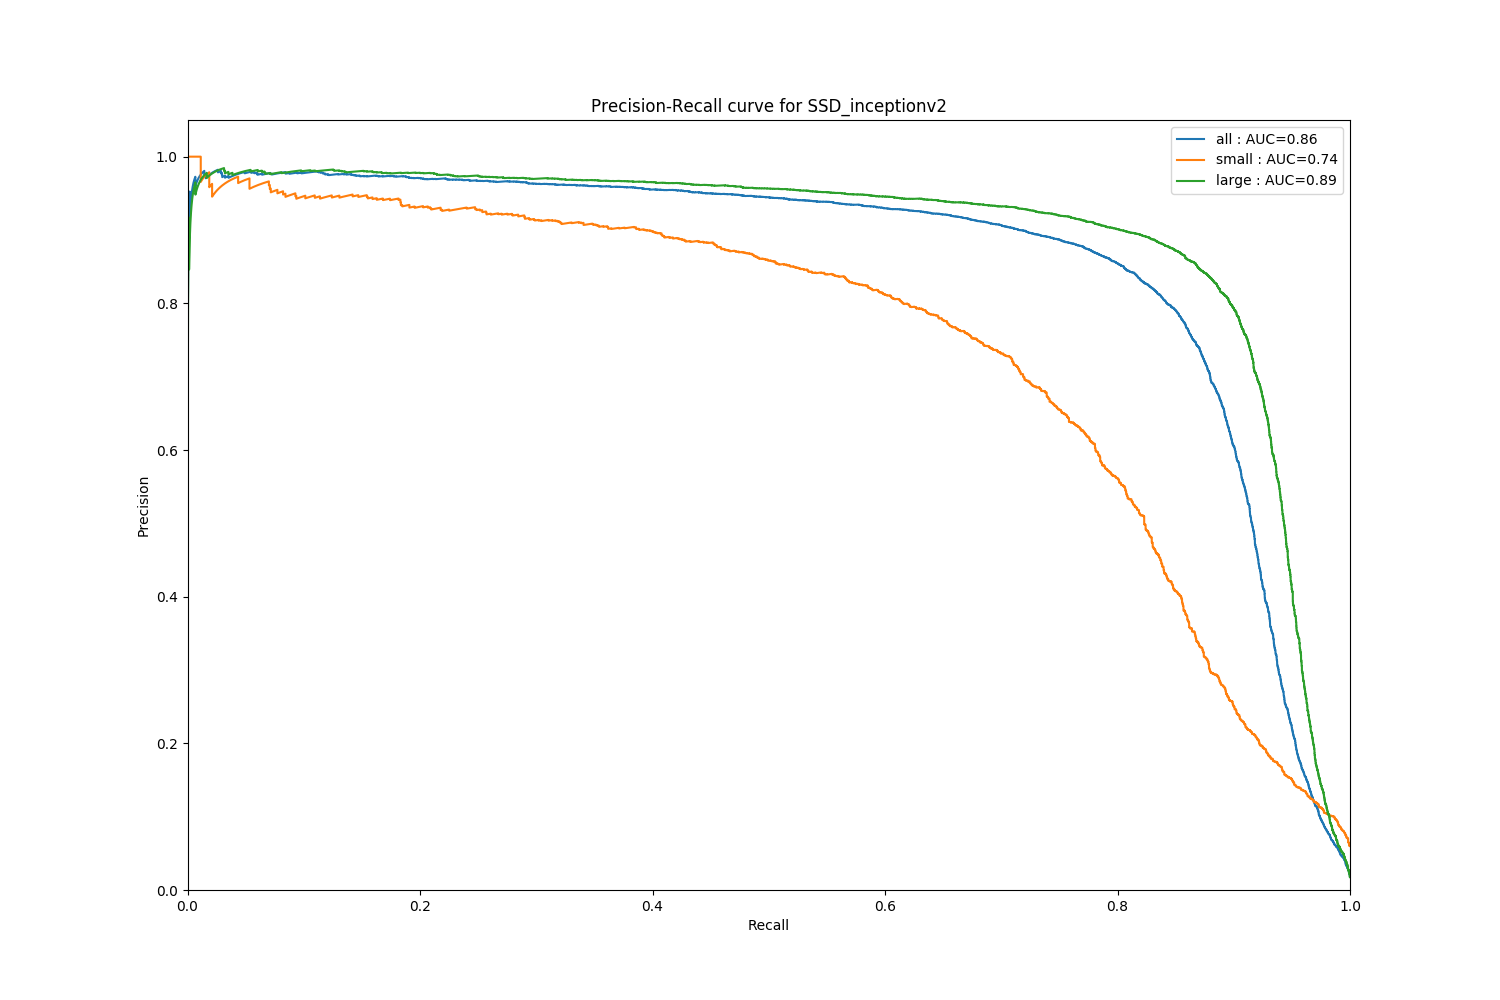 Precision-Recall curve for SSD_inceptionv2
all : AUC=0.86
small : AUC=0.74
large : AUC=0.89
1.0
0.8
0.6
0.4
0.2
0.0
Precision
0.0 0.2 0.4 0.6 0.8 1.0
Recall